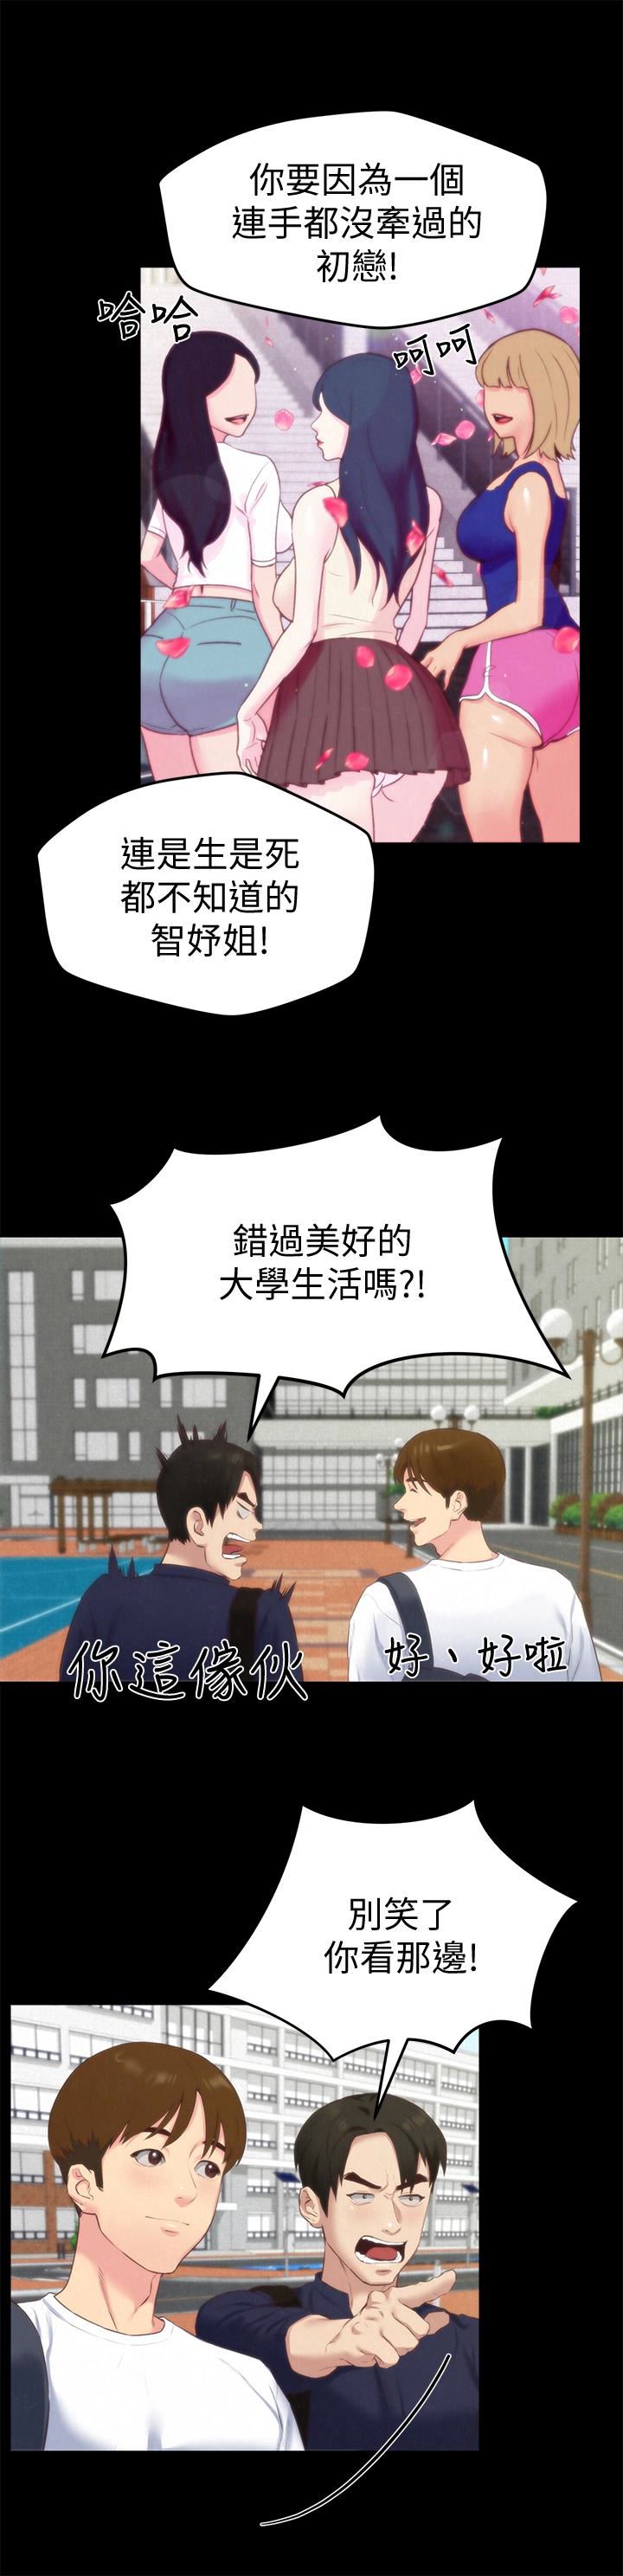 你要因為一個
連手都沒牽過的
初戀!
哈哈
呵呵
連是生是死
都不知道的
智妤姐!
錯過美好的
大學生活嗎?!
你這傢伙
好、好啦
別笑了
你看那邊!